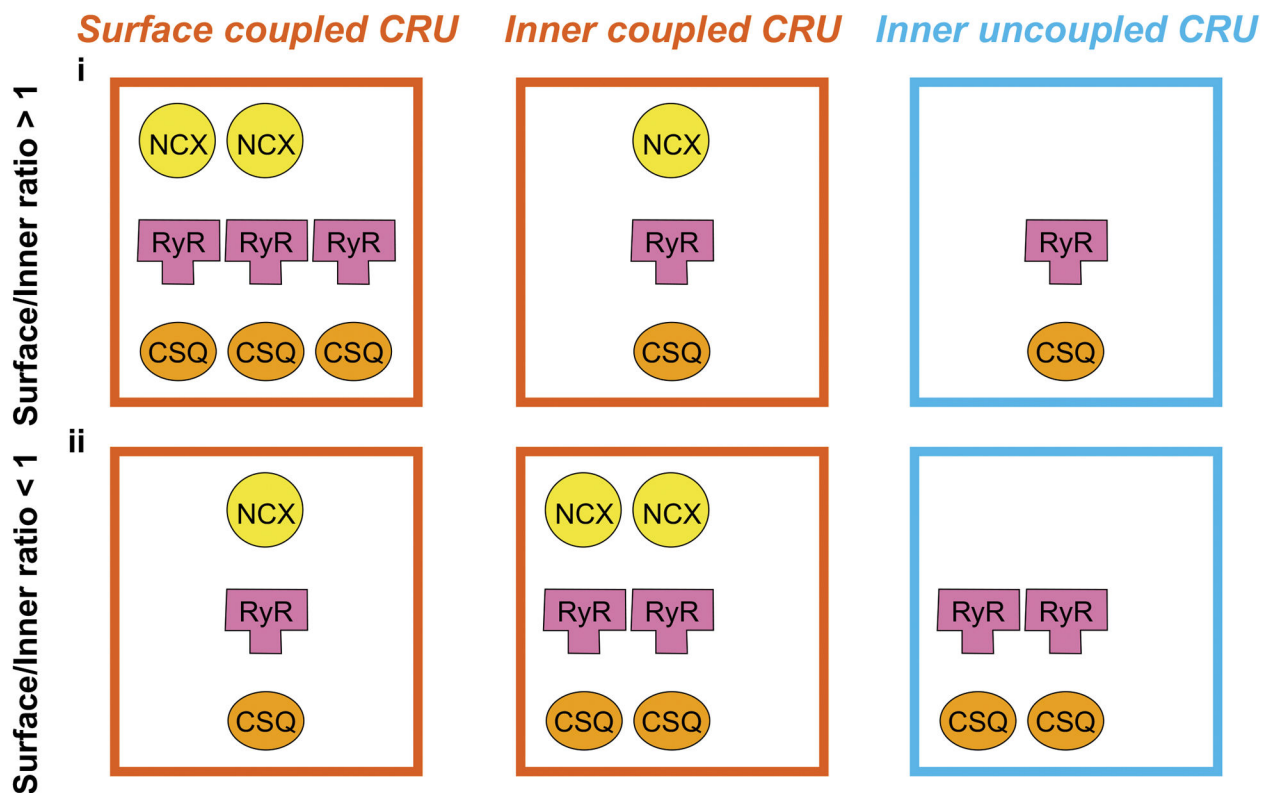 Surface coupled CRU Inner coupled CRU Inner uncoupled CRU
i
Surface/Inner ratio > 1
NCX NCX NCX
RyR RyR RyR RyR RyR
CSQ CSQ CSQ CSQ CSQ
ii
Surface/Inner ratio < 1
NCX NCX NCX
RyR RyR RyR RyR RyR
CSQ CSQ CSQ CSQ CSQ